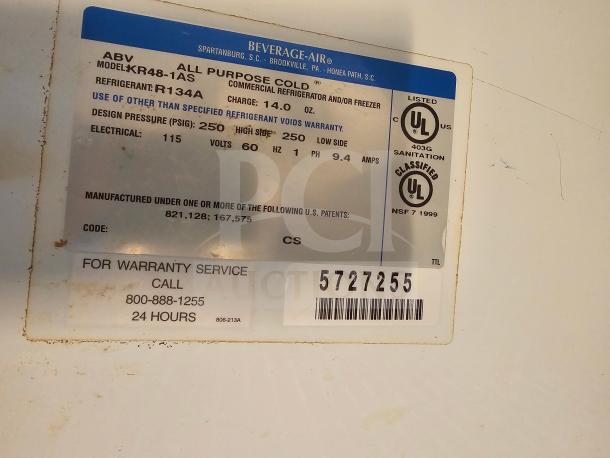 BEVERAGE-AIR®
SPARTANBURG, S.C. - BROOKVILLE, PA. - HONEA PATH, S.C.
ABV ALL PURPOSE COLD®
MODEL: KR48-1AS COMMERCIAL REFRIGERATOR AND/OR FREEZER
REFRIGERANT: R134A CHARGE: 14.0 OZ.
USE OF OTHER THAN SPECIFIED REFRIGERANT VOIDS WARRANTY.
DESIGN PRESSURE (PSIG): 250 HIGH SIDE 250 LOW SIDE
ELECTRICAL: 115 VOLTS 60 HZ 1 PH 9.4 AMPS
MANUFACTURED UNDER ONE OR MORE OF THE FOLLOWING U.S. PATENTS:
821,128; 167,575
CODE:
CS
LISTED
C UL US
403G
SANITATION
CLASSIFIED
UL
NSF 7 1999
TTL
FOR WARRANTY SERVICE
CALL
800-888-1255
24 HOURS 806-213A
5727255
PCI